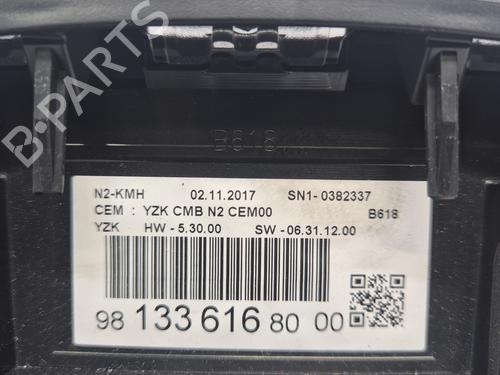 B618
N2-KMH 02.11.2017 SN1- 0382337
CEM : YZK CMB N2 CEM00 B618
YZK HW - 5.30.00 SW - 06.31.12.00
98 133 616 80 00
B-PARTS